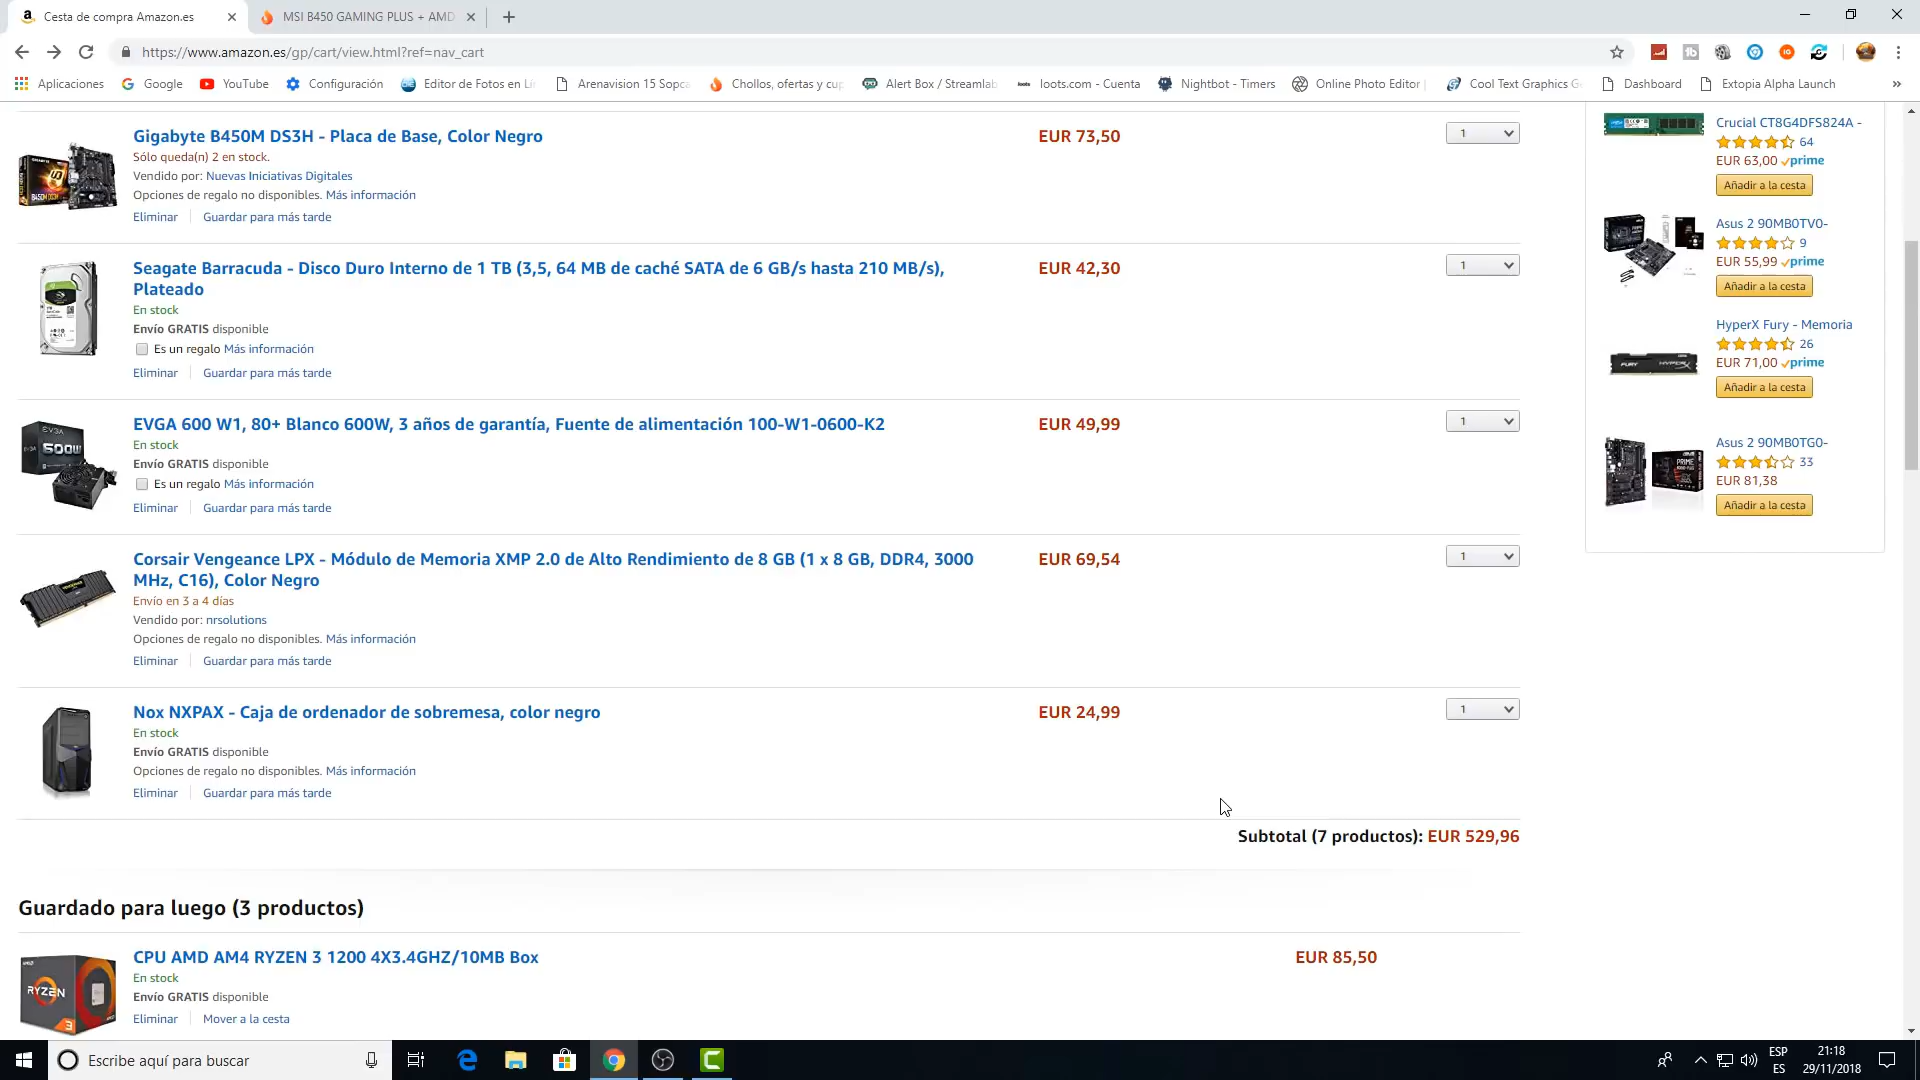 Cesta de compra Amazon.es
MSI B450 GAMING PLUS + AMD
https://www.amazon.es/gp/cart/view.html?ref=nav_cart
Aplicaciones
Google
YouTube
Configuración
Editor de Fotos en Lí
Arenavision 15 Sopca
Chollos, ofertas y cup
Alert Box / Streamlab
loots.com - Cuenta
Nightbot - Timers
Online Photo Editor |
Cool Text Graphics Ge
Dashboard
Extopia Alpha Launch
»
Gigabyte B450M DS3H - Placa de Base, Color Negro
EUR 73,50
1
Sólo queda(n) 2 en stock.
Vendido por: Nuevas Iniciativas Digitales
Opciones de regalo no disponibles. Más información
Eliminar
Guardar para más tarde
Seagate Barracuda - Disco Duro Interno de 1 TB (3,5, 64 MB de caché SATA de 6 GB/s hasta 210 MB/s),
Plateado
EUR 42,30
1
En stock
Envío GRATIS disponible
Es un regalo Más información
Eliminar
Guardar para más tarde
EVGA
600W
EVGA 600 W1, 80+ Blanco 600W, 3 años de garantía, Fuente de alimentación 100-W1-0600-K2
EUR 49,99
1
En stock
Envío GRATIS disponible
Es un regalo Más información
Eliminar
Guardar para más tarde
Corsair Vengeance LPX - Módulo de Memoria XMP 2.0 de Alto Rendimiento de 8 GB (1 x 8 GB, DDR4, 3000
MHz, C16), Color Negro
EUR 69,54
1
Envío en 3 a 4 días
Vendido por: nrsolutions
Opciones de regalo no disponibles. Más información
Eliminar
Guardar para más tarde
Nox NXPAX - Caja de ordenador de sobremesa, color negro
EUR 24,99
1
En stock
Envío GRATIS disponible
Opciones de regalo no disponibles. Más información
Eliminar
Guardar para más tarde
Subtotal (7 productos): EUR 529,96
Guardado para luego (3 productos)
RYZEN
3
CPU AMD AM4 RYZEN 3 1200 4X3.4GHZ/10MB Box
EUR 85,50
En stock
Envío GRATIS disponible
Eliminar
Mover a la cesta
Crucial CT8G4DFS824A -
64
EUR 63,00 prime
Añadir a la cesta
Asus 2 90MB0TV0-
9
EUR 55,99 prime
Añadir a la cesta
HyperX Fury - Memoria
26
EUR 71,00 prime
Añadir a la cesta
Asus 2 90MB0TG0-
33
EUR 81,38
Añadir a la cesta
Escribe aquí para buscar
ESP
ES
21:18
29/11/2018